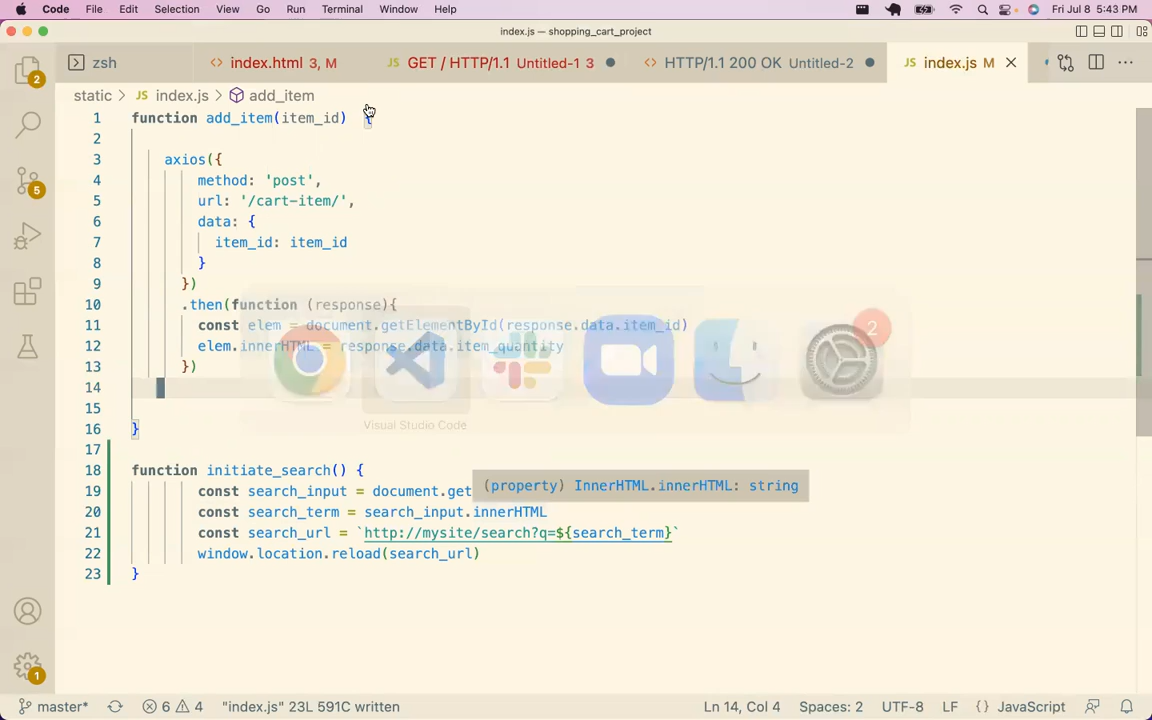 Code File Edit Selection View Go Run Terminal Window Help Fri Jul 8 5:43 PM
index.js — shopping_cart_project
zsh index.html 3, M JS GET / HTTP/1.1 Untitled-1 3 HTTP/1.1 200 OK Untitled-2 JS index.js M
static > JS index.js > add_item
1 function add_item(item_id) {
2
3 axios({
4 method: 'post',
5 url: '/cart-item/',
6 data: {
7 item_id: item_id
8 }
9 })
10 .then(function (response){
11 const elem = document.getElementById(response.data.item_id)
12 elem.innerHTML = response.data.item_quantity
13 })
14
15
16 }
17
18 function initiate_search() {
19 const search_input = document.get
20 const search_term = search_input.innerHTML
21 const search_url = `http://mysite/search?q=${search_term}`
22 window.location.reload(search_url)
23 }
(property) InnerHTML.innerHTML: string
Visual Studio Code
2
2
5
1
master* 6 4 "index.js" 23L 591C written Ln 14, Col 4 Spaces: 2 UTF-8 LF {} JavaScript